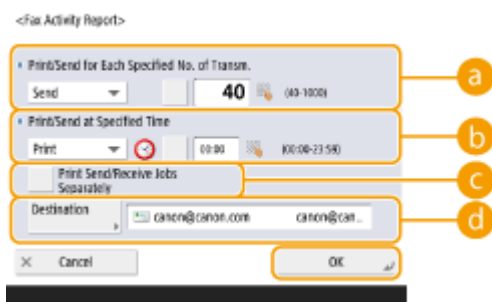 <Fax Activity Report>
Print/Send for Each Specified No. of Transm.
a
Send 40 (40-1000)
Print/Send at Specified Time
b
Print 00:00 (00:00-23:59)
Print Send/Receive Jobs
Separately
c
Destination canon@canon.com canon@can...
d
× Cancel OK